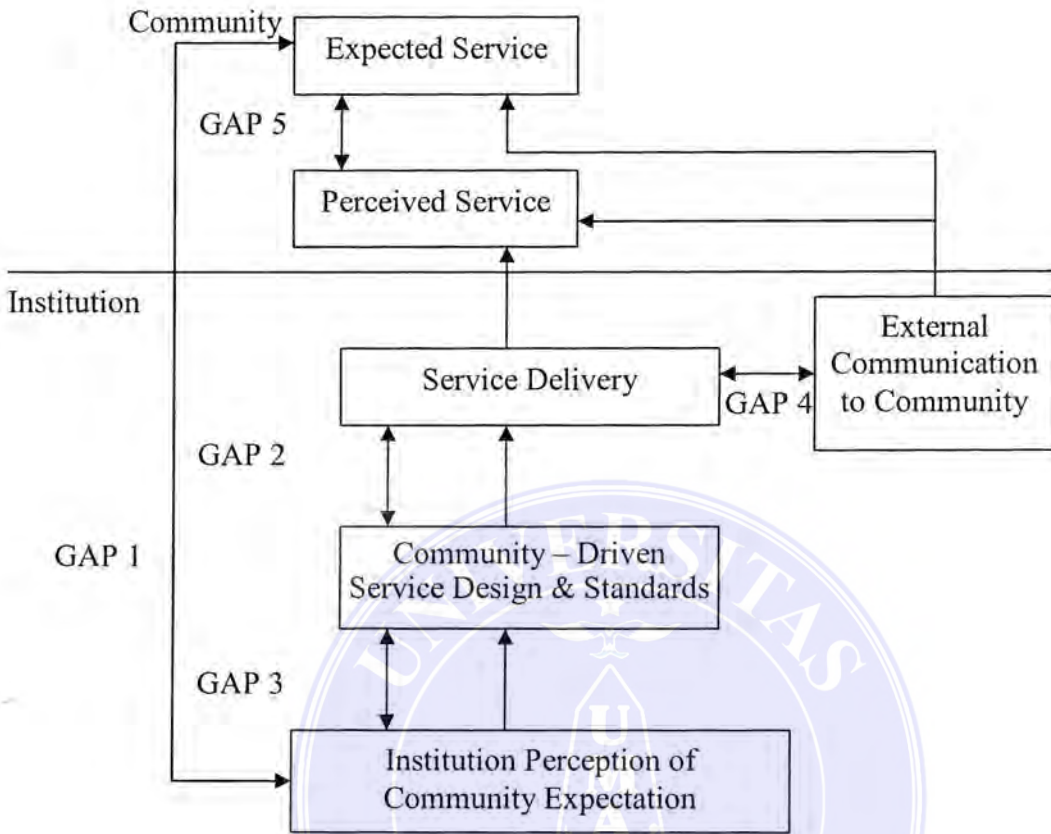 Community
Expected Service
GAP 5
Perceived Service
Institution
External
Communication
to Community
Service Delivery
GAP 4
GAP 2
GAP 1
Community – Driven
Service Design & Standards
GAP 3
Institution Perception of
Community Expectation
UNIVERSITAS
U
M
A